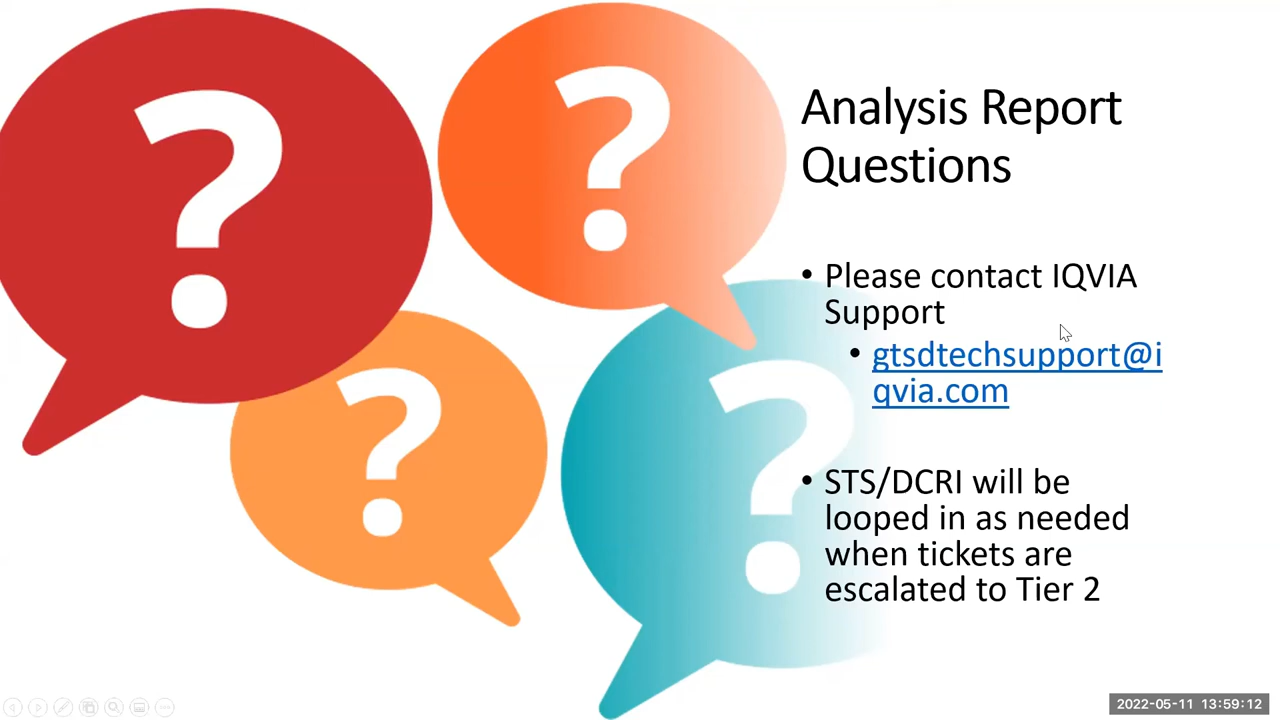 ?
?
?
?
Analysis Report
Questions
• Please contact IQVIA
Support
• gtsdtechsupport@i
qvia.com
• STS/DCRI will be
looped in as needed
when tickets are
escalated to Tier 2
2022-05-11 13:59:12